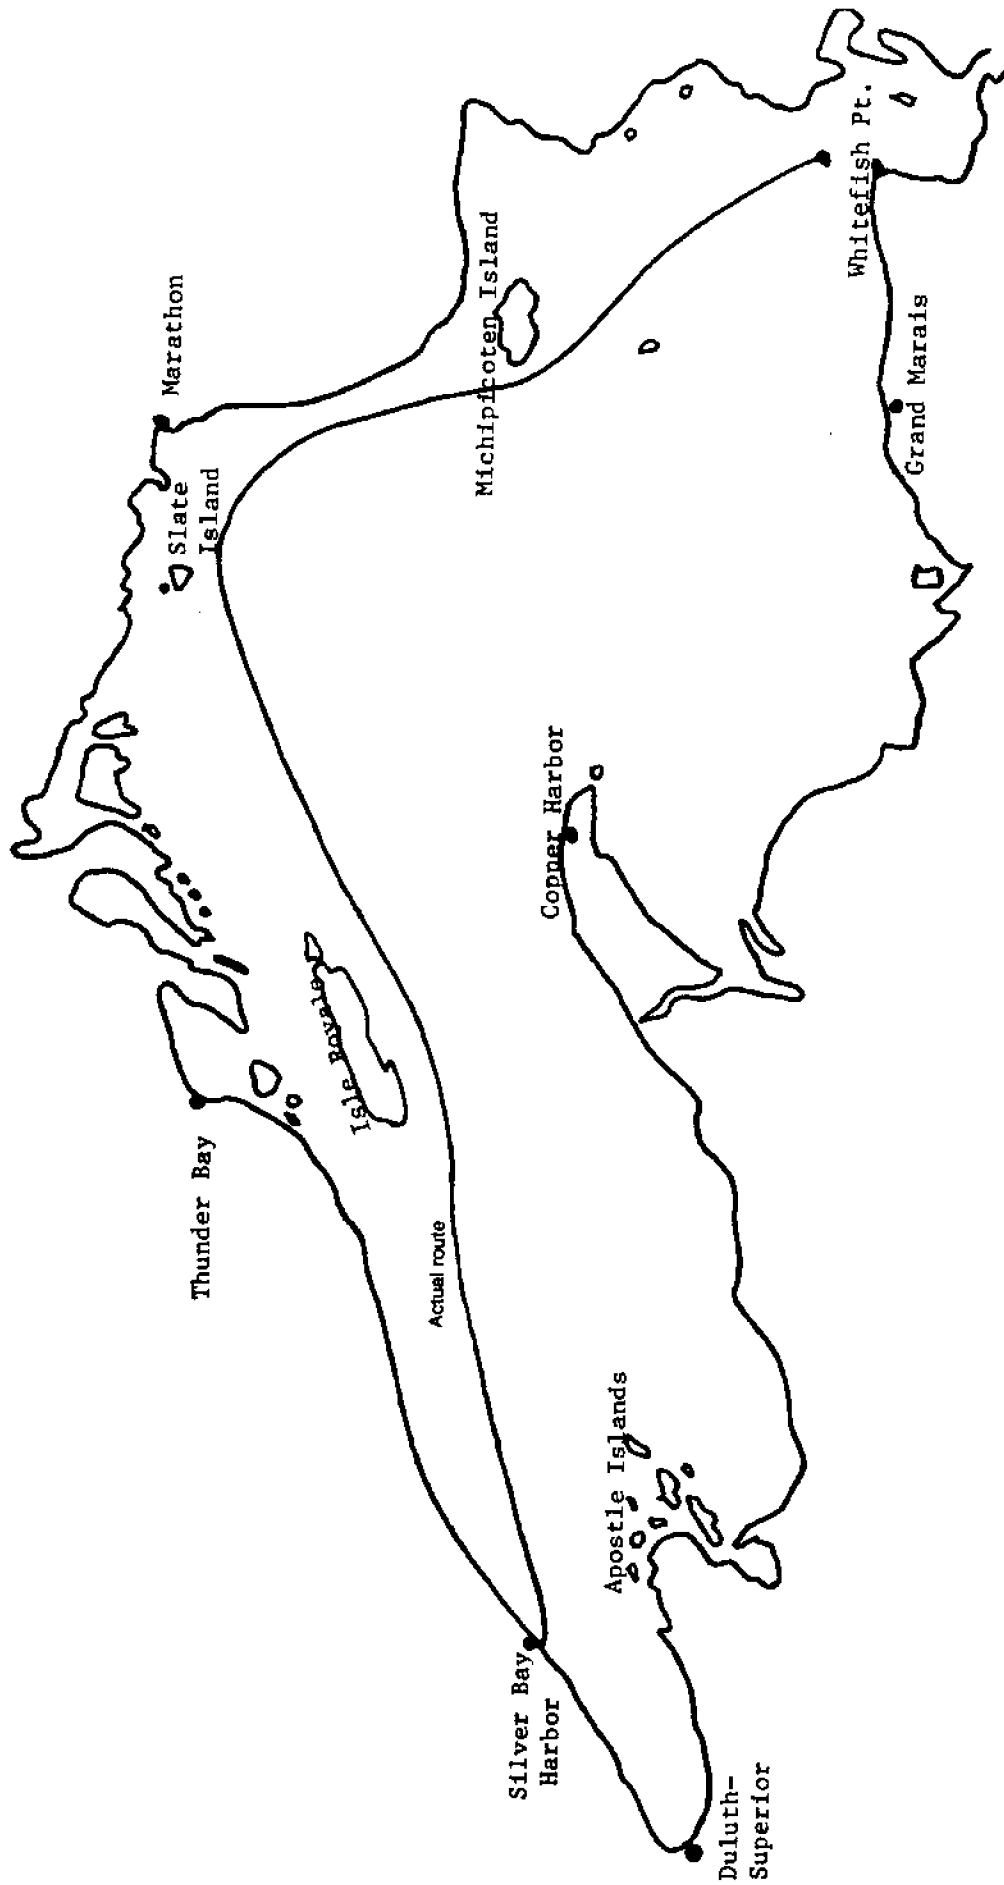 Marathon
Slate
Island
Michipicoten Island
Whitefish Pt.
Grand Marais
Copper Harbor
Isle Royale
Thunder Bay
Actual route
Apostle Islands
Silver Bay
Harbor
Duluth-
Superior